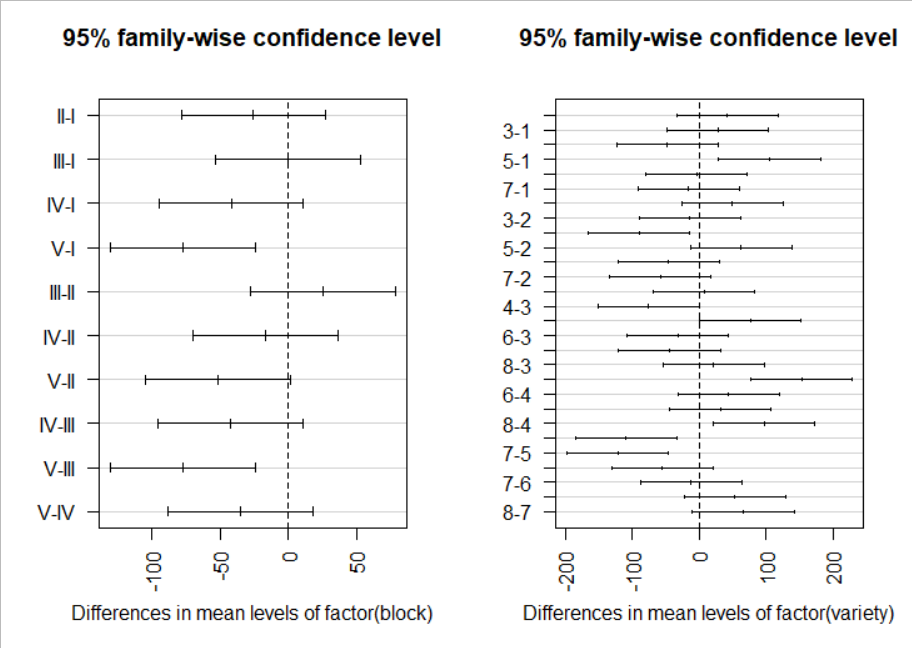 95% family-wise confidence level
II-I
III-I
IV-I
V-I
III-II
IV-II
V-II
IV-III
V-III
V-IV
-100
-50
0
50
Differences in mean levels of factor(block)
95% family-wise confidence level
3-1
5-1
7-1
3-2
5-2
7-2
4-3
6-3
8-3
6-4
8-4
7-5
7-6
8-7
-200
-100
0
100
200
Differences in mean levels of factor(variety)